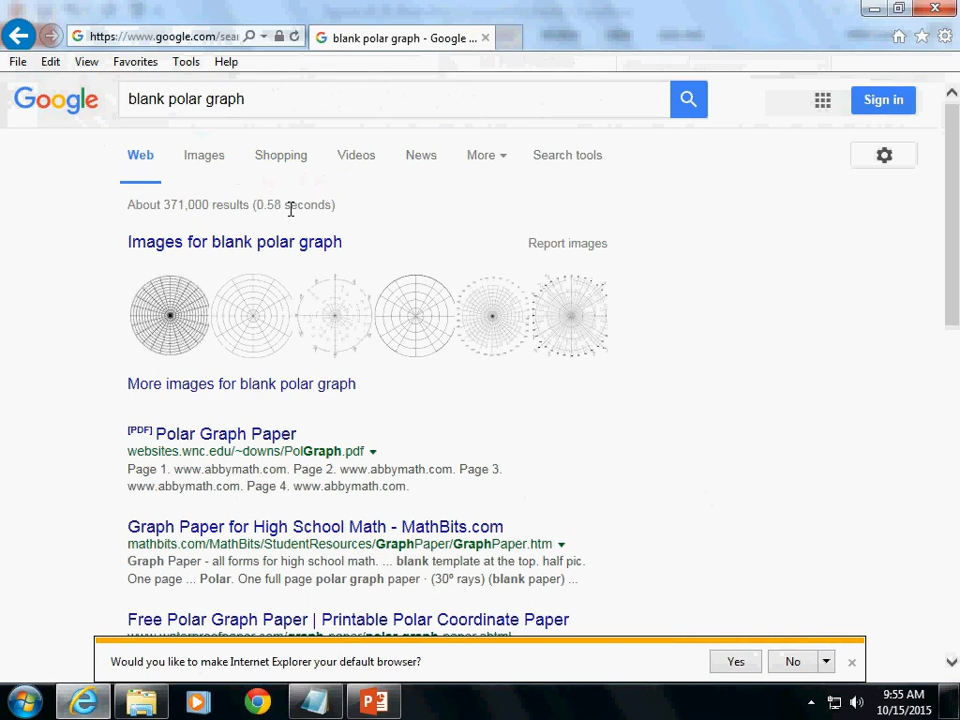 https://www.google.com/sear
blank polar graph - Google ...
File Edit View Favorites Tools Help
Google
blank polar graph
Sign in
Web Images Shopping Videos News More Search tools
About 371,000 results (0.58 seconds)
Images for blank polar graph
Report images
More images for blank polar graph
[PDF] Polar Graph Paper
websites.wnc.edu/~downs/PolGraph.pdf
Page 1. www.abbymath.com. Page 2. www.abbymath.com. Page 3.
www.abbymath.com. Page 4. www.abbymath.com.
Graph Paper for High School Math - MathBits.com
mathbits.com/MathBits/StudentResources/GraphPaper/GraphPaper.htm
Graph Paper - all forms for high school math. ... blank template at the top. half pic.
One page ... Polar. One full page polar graph paper · (30º rays) (blank paper) ...
Free Polar Graph Paper | Printable Polar Coordinate Paper
Would you like to make Internet Explorer your default browser?
Yes
No
9:55 AM
10/15/2015